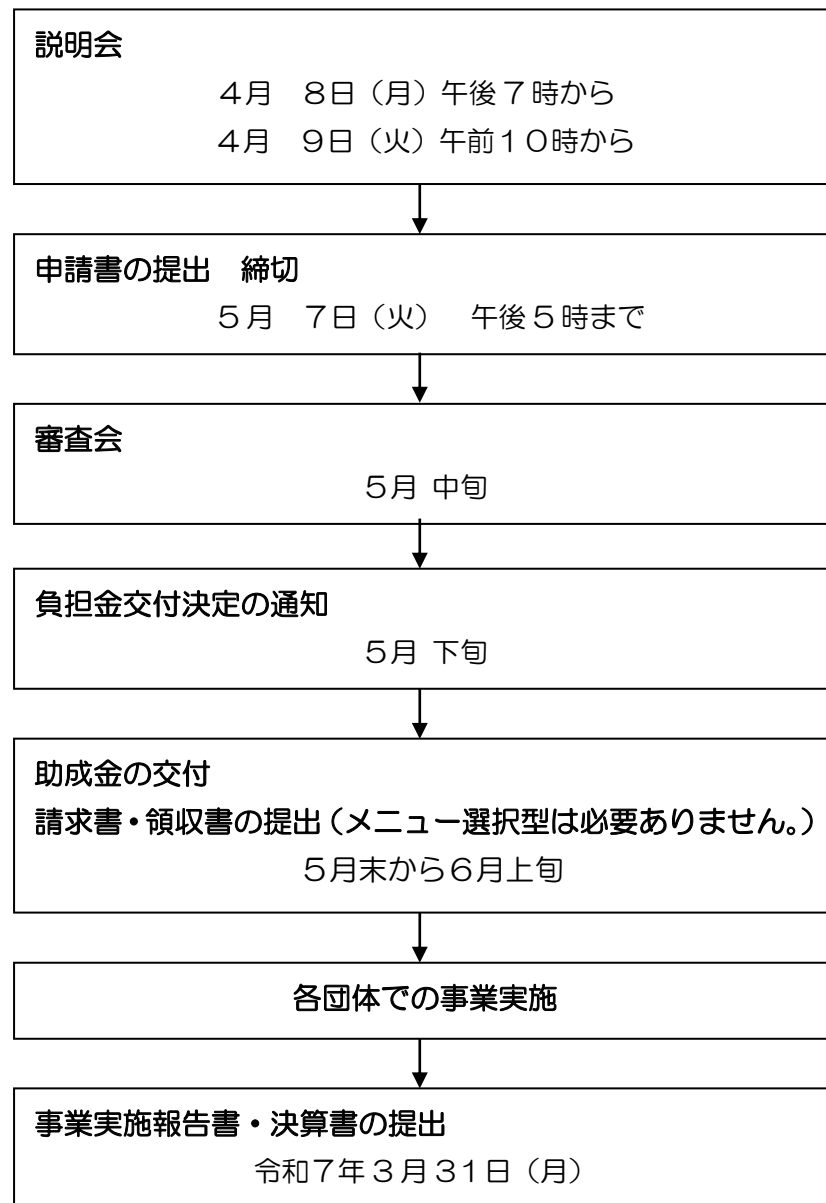 説明会
４月　８日（月）午後７時から
４月　９日（火）午前１０時から
申請書の提出　締切
５月　７日（火）　午後５時まで
審査会
５月 中旬
負担金交付決定の通知
５月 下旬
助成金の交付
請求書・領収書の提出（メニュー選択型は必要ありません。）
５月末から６月上旬
各団体での事業実施
事業実施報告書・決算書の提出
令和７年３月３１日（月）